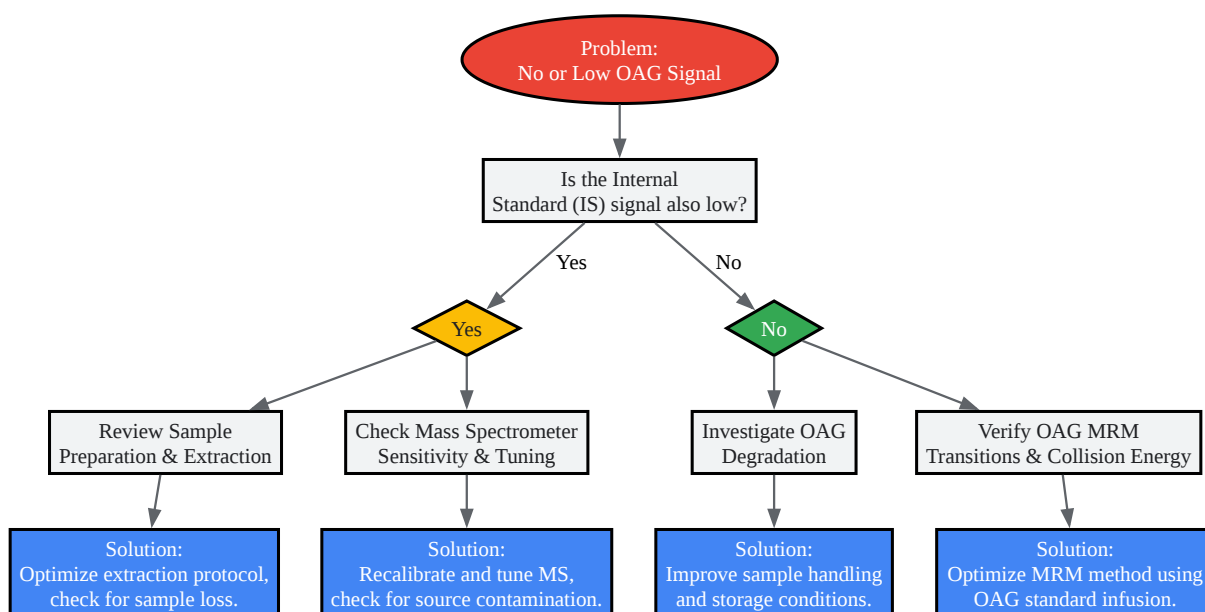 Problem:
No or Low OAG Signal
Is the Internal
Standard (IS) signal also low?
Yes
No
Yes
No
Review Sample
Preparation & Extraction
Check Mass Spectrometer
Sensitivity & Tuning
Investigate OAG
Degradation
Verify OAG MRM
Transitions & Collision Energy
Solution:
Optimize extraction protocol,
check for sample loss.
Solution:
Recalibrate and tune MS,
check for source contamination.
Solution:
Improve sample handling
and storage conditions.
Solution:
Optimize MRM method using
OAG standard infusion.